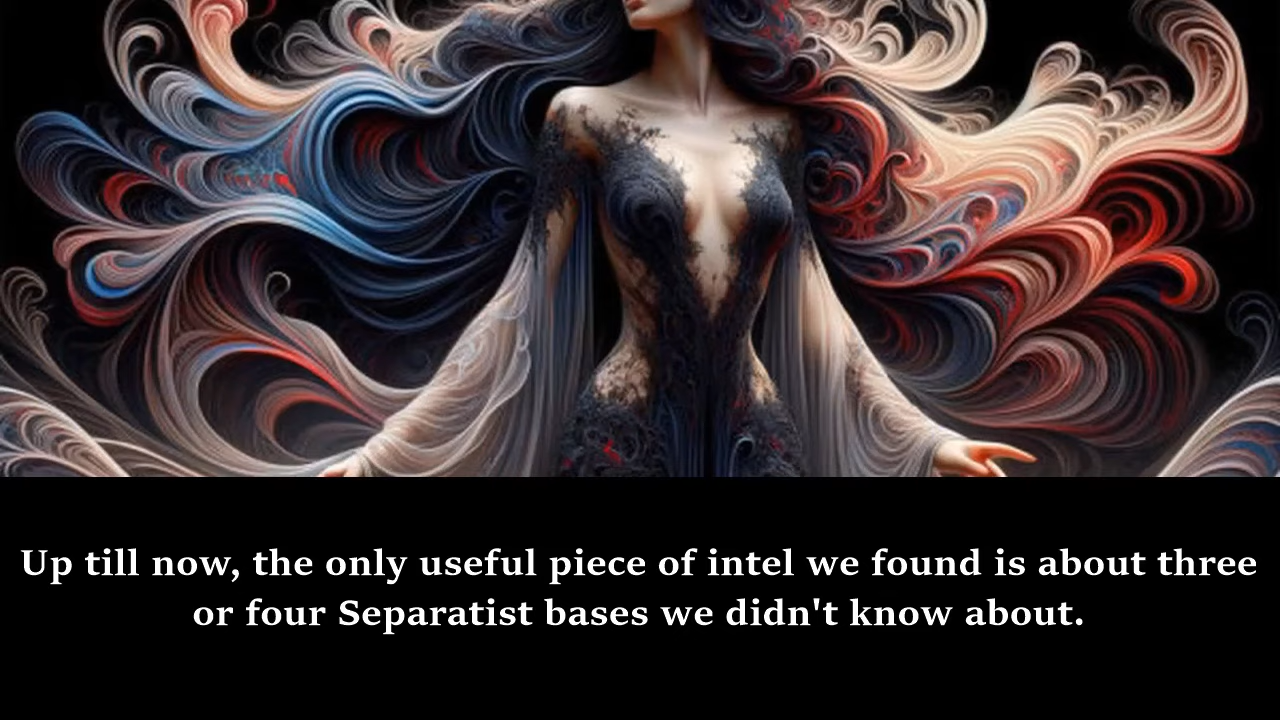 Up till now, the only useful piece of intel we found is about three
or four Separatist bases we didn't know about.